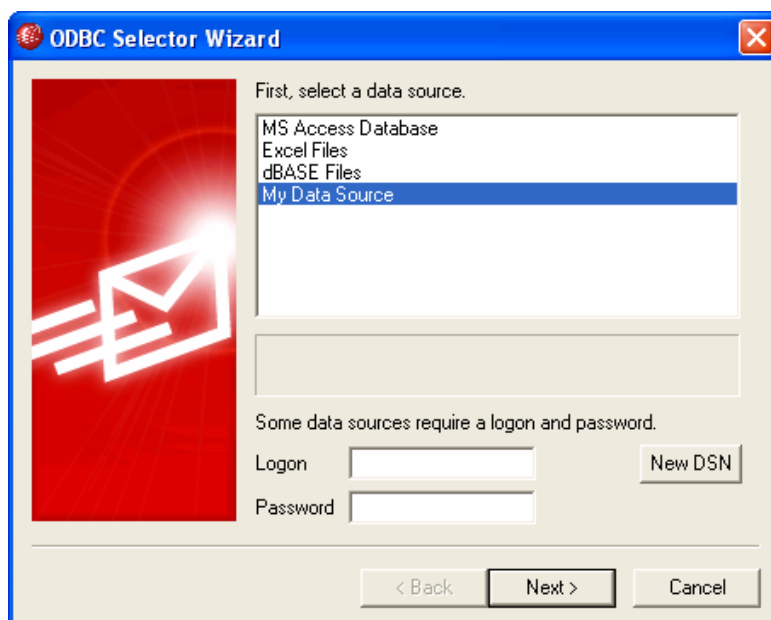 ODBC Selector Wizard
First, select a data source.
MS Access Database
Excel Files
dBASE Files
My Data Source
Some data sources require a logon and password.
Logon
New DSN
Password
< Back
Next >
Cancel